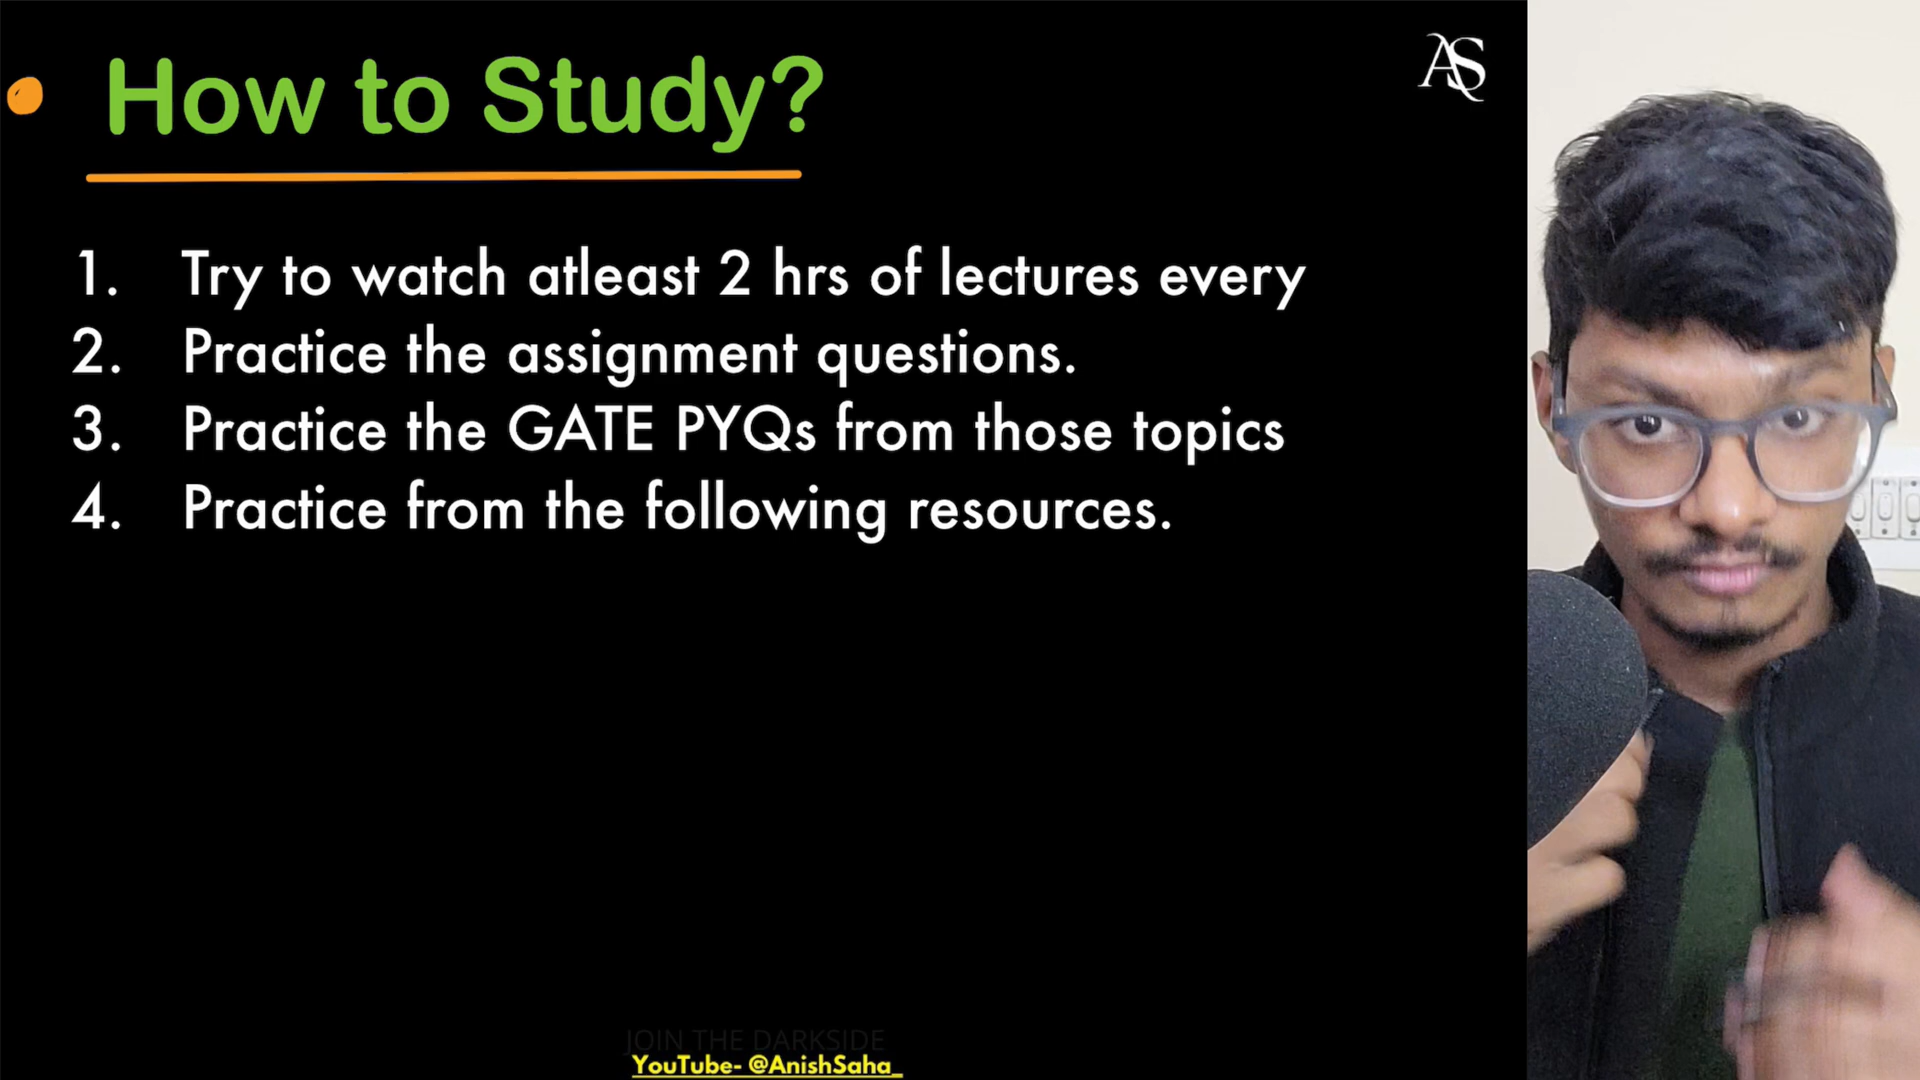 How to Study?
AS
1. Try to watch atleast 2 hrs of lectures every
2. Practice the assignment questions.
3. Practice the GATE PYQs from those topics
4. Practice from the following resources.
JOIN THE DARKSIDE
YouTube- @AnishSaha_